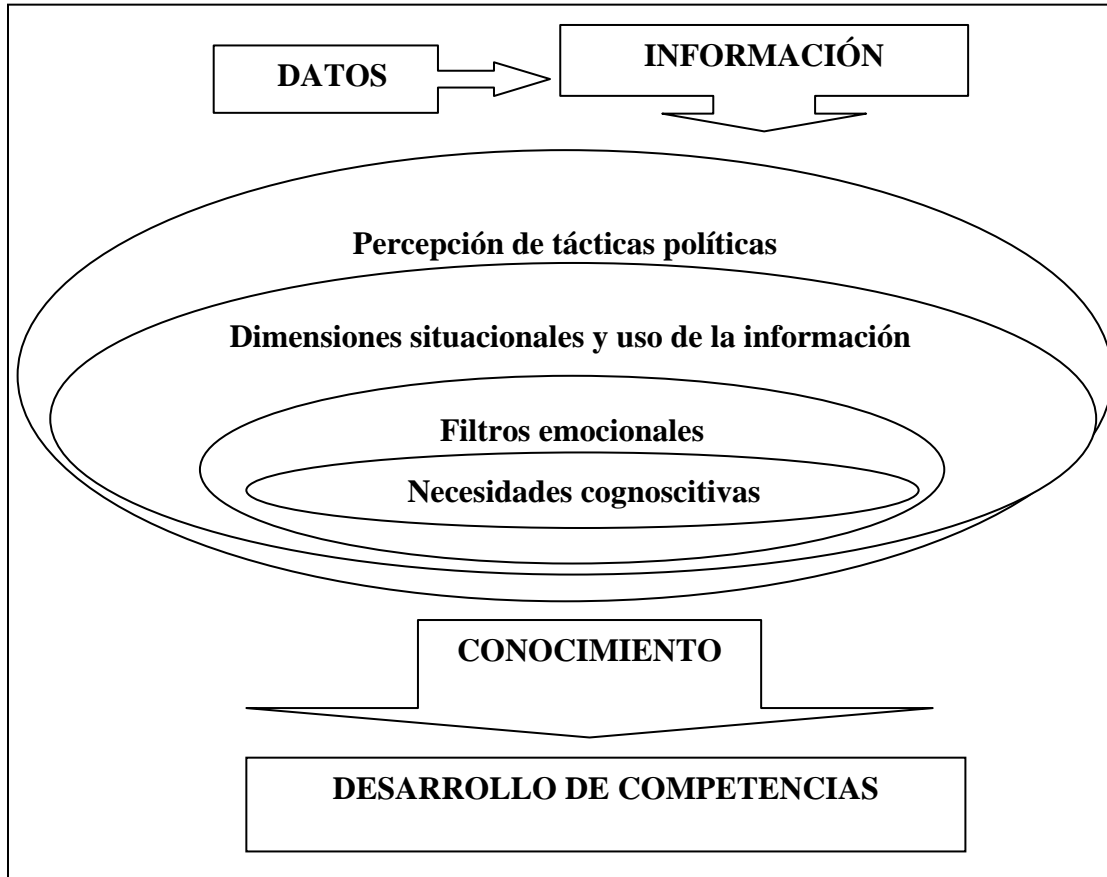 DATOS
INFORMACIÓN
Percepción de tácticas políticas
Dimensiones situacionales y uso de la información
Filtros emocionales
Necesidades cognoscitivas
CONOCIMIENTO
DESARROLLO DE COMPETENCIAS